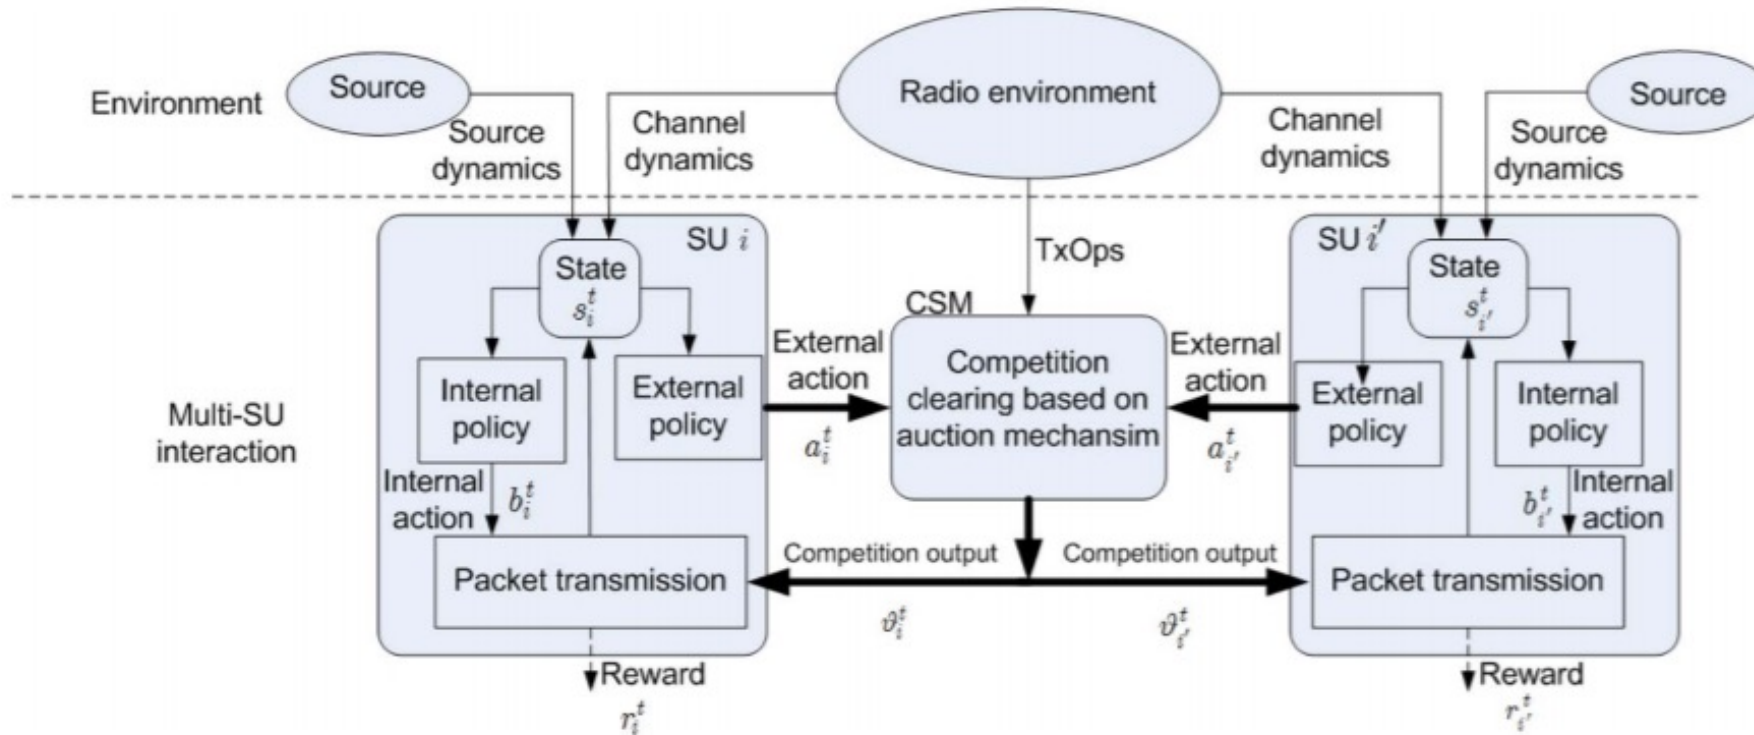 Environment
Source
Radio environment
Source
Source
dynamics
Channel
dynamics
Channel
dynamics
Source
dynamics
SU i
State
s_i^t
TxOps
SU i′
State
s_{i′}^t
CSM
Internal
policy
External
policy
External
action
a_i^t
Competition
clearing based on
auction mechansim
External
action
a_{i′}^t
External
policy
Internal
policy
Multi-SU
interaction
Internal
action
b_i^t
Internal
action
b_{i′}^t
Packet transmission
Competition output
ϑ_i^t
Competition output
ϑ_{i′}^t
Packet transmission
Reward
r_i^t
Reward
r_{i′}^t